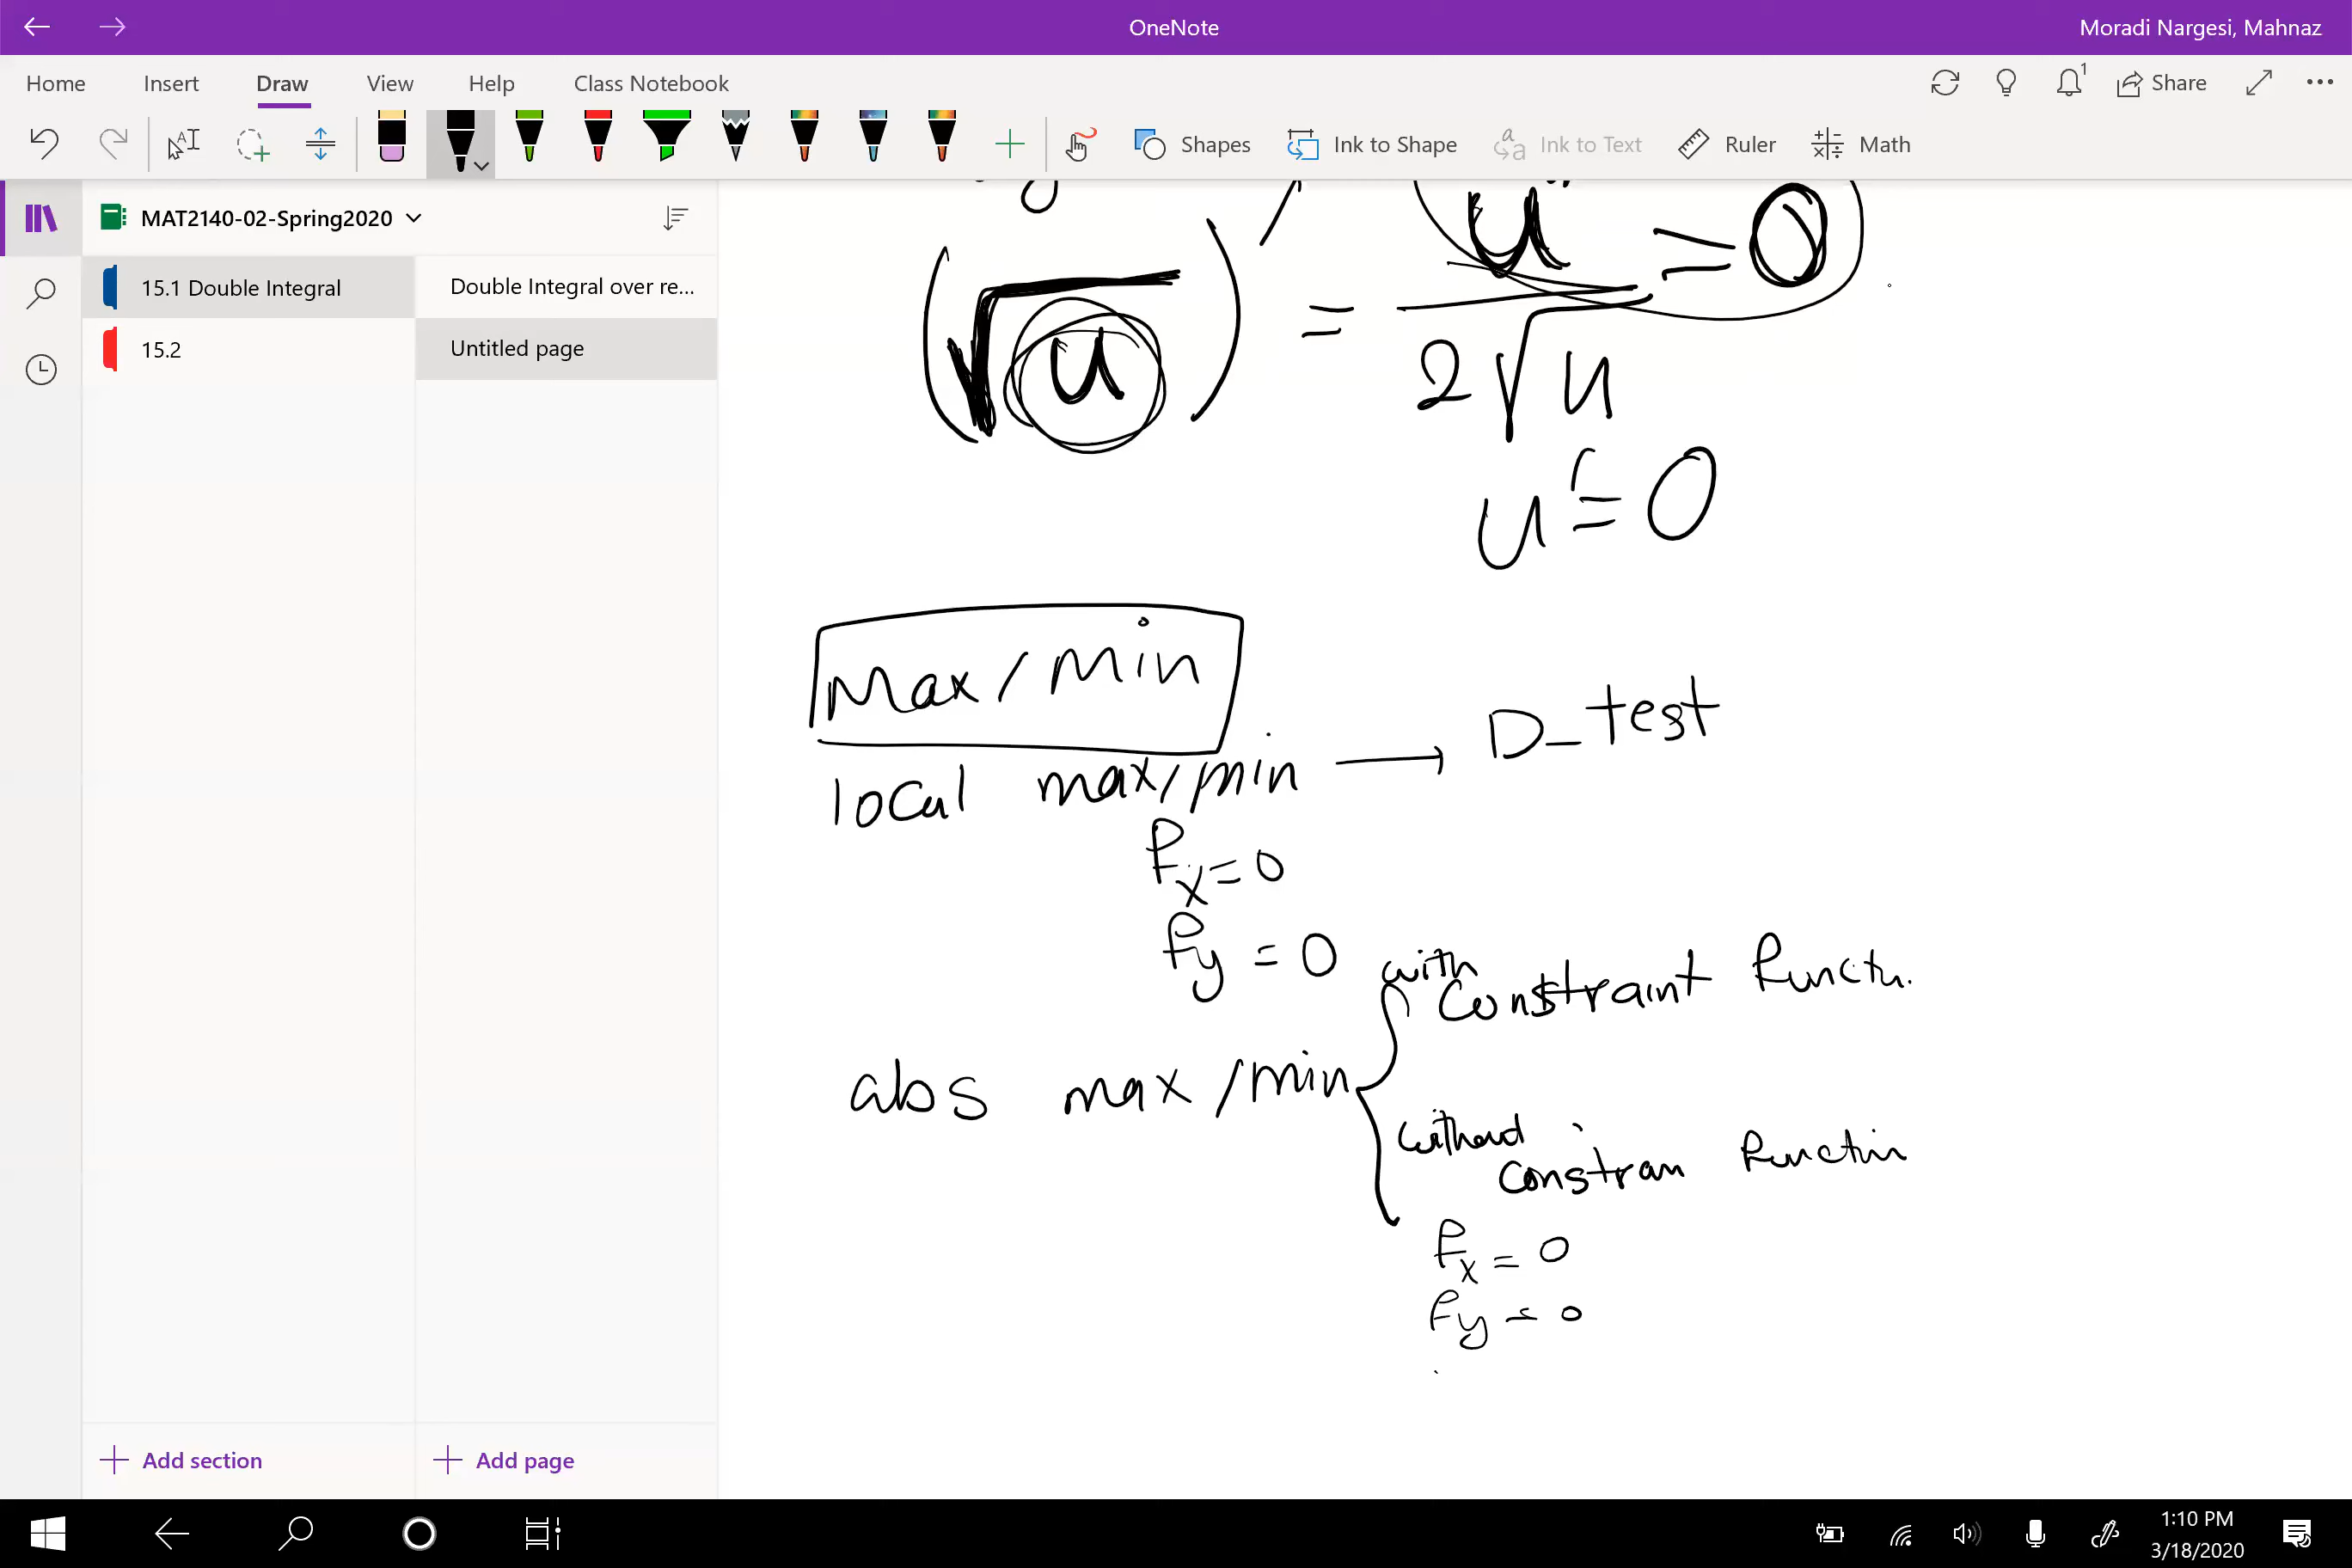 OneNote
Moradi Nargesi, Mahnaz
Home Insert Draw View Help Class Notebook
1
Share
Shapes Ink to Shape Ink to Text Ruler Math
MAT2140-02-Spring2020
15.1 Double Integral
15.2
Double Integral over re...
Untitled page
(√u)' = u' / 2√u = 0
u' = 0
Max/Min
local max/min → D_test
fx=0
fy = 0
with
Constraint functn.
abs max/min
without
constran function
fx = 0
fy = 0
Add section
Add page
1:10 PM
3/18/2020